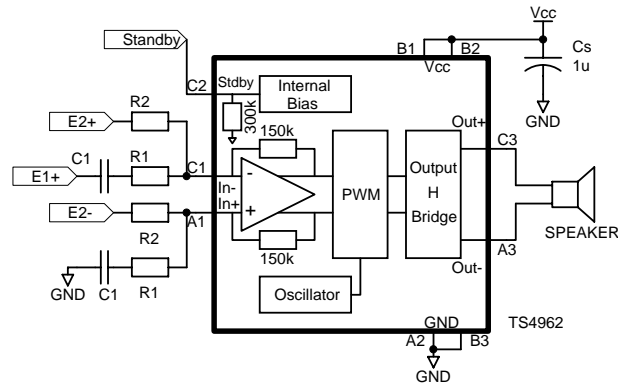 Vcc
Standby
B1
B2
Vcc
Cs
1u
C2
Stdby
Internal
Bias
300k
GND
R2
E2+
150k
Out+
C3
C1
R1
C1
E1+
In-
-
PWM
Output
H
Bridge
In+
+
E2-
A1
R2
150k
SPEAKER
A3
Out-
Oscillator
GND
C1
R1
GND
TS4962
A2
B3
GND